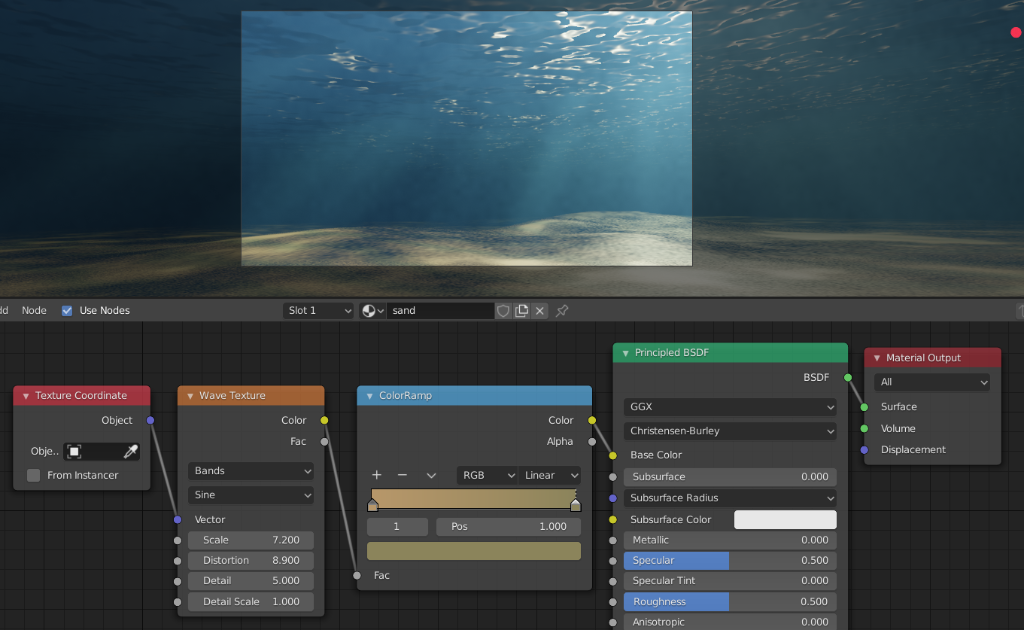 Node
Use Nodes
Slot 1
sand
Texture Coordinate
Object
Obje..
From Instancer
Wave Texture
Color
Fac
Bands
Sine
Vector
Scale 7.200
Distortion 8.900
Detail 5.000
Detail Scale 1.000
ColorRamp
Color
Alpha
RGB
Linear
1
Pos 1.000
Fac
Principled BSDF
BSDF
GGX
Christensen-Burley
Base Color
Subsurface 0.000
Subsurface Radius
Subsurface Color
Metallic 0.000
Specular 0.500
Specular Tint 0.000
Roughness 0.500
Anisotropic 0.000
Material Output
All
Surface
Volume
Displacement